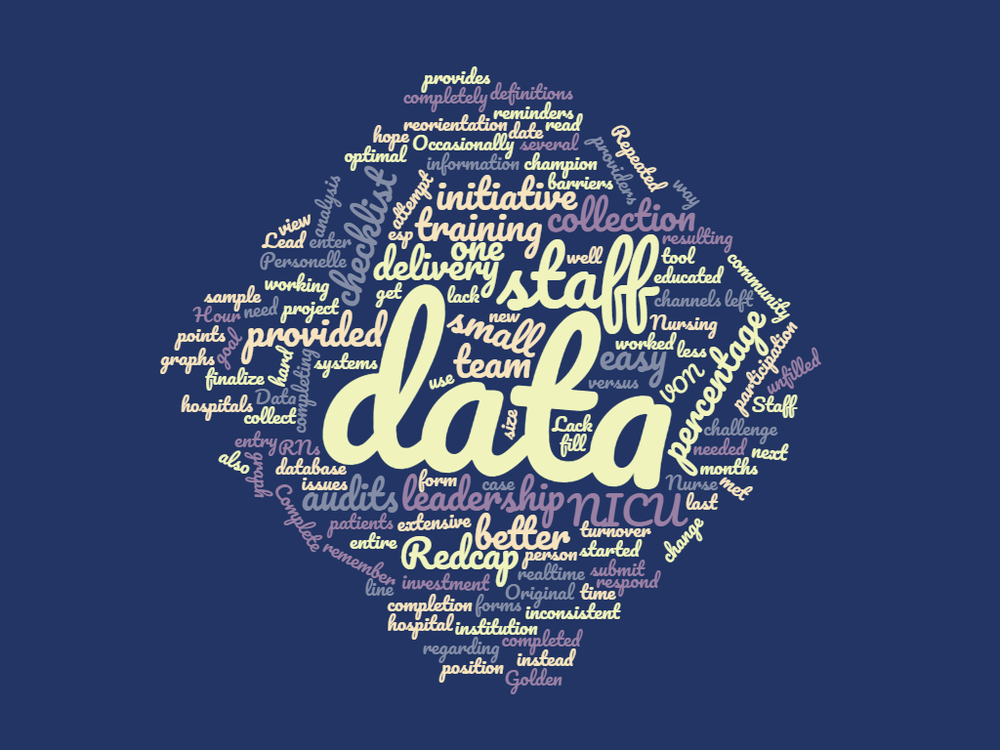 provides
completely definitions
reminders
reorientation date read
hope Occasionally several
optimal information champion
barriers
Repeated
providers
way
analysis
checklist
attempt
initiative
training collection
esp one
view
Lead enter
Personelle
delivery
staff
well
resulting
tool
educated
community
working
get lack
channels left
sample
Hour need project
points
goal
provided
small
new
Nursing
graphs
systems
team
worked less
easy
percentage
participation
unfilled
finalize
hard
completing
data
use
size
versus
VON
Staff
hospitals Data
collect
Lack
fill
challenge
entry RNs
needed next
also
graph
database
months
issues form case
Nurse met
audits leadership NICU last
Complete
patients extensive better turnover
change
entire Redcap person started
remember
realtime submit
line investment
respond
Original time
completion forms
inconsistent
hospital institution
regarding completed
position instead
Golden